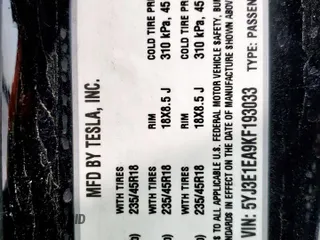 MFD BY TESLA, INC.
WITH TIRES RIM COLD TIRE PR
235/45R18 18X8.5 J 310 kPa, 45
WITH TIRES RIM COLD TIRE PR
235/45R18 18X8.5 J 310 kPa, 45
TO ALL APPLICABLE U.S. FEDERAL MOTOR VEHICLE SAFETY, BU
IN EFFECT ON THE DATE OF MANUFACTURE SHOWN ABOV
VIN: 5YJ3E1EA9KF193033 TYPE: PASSEN